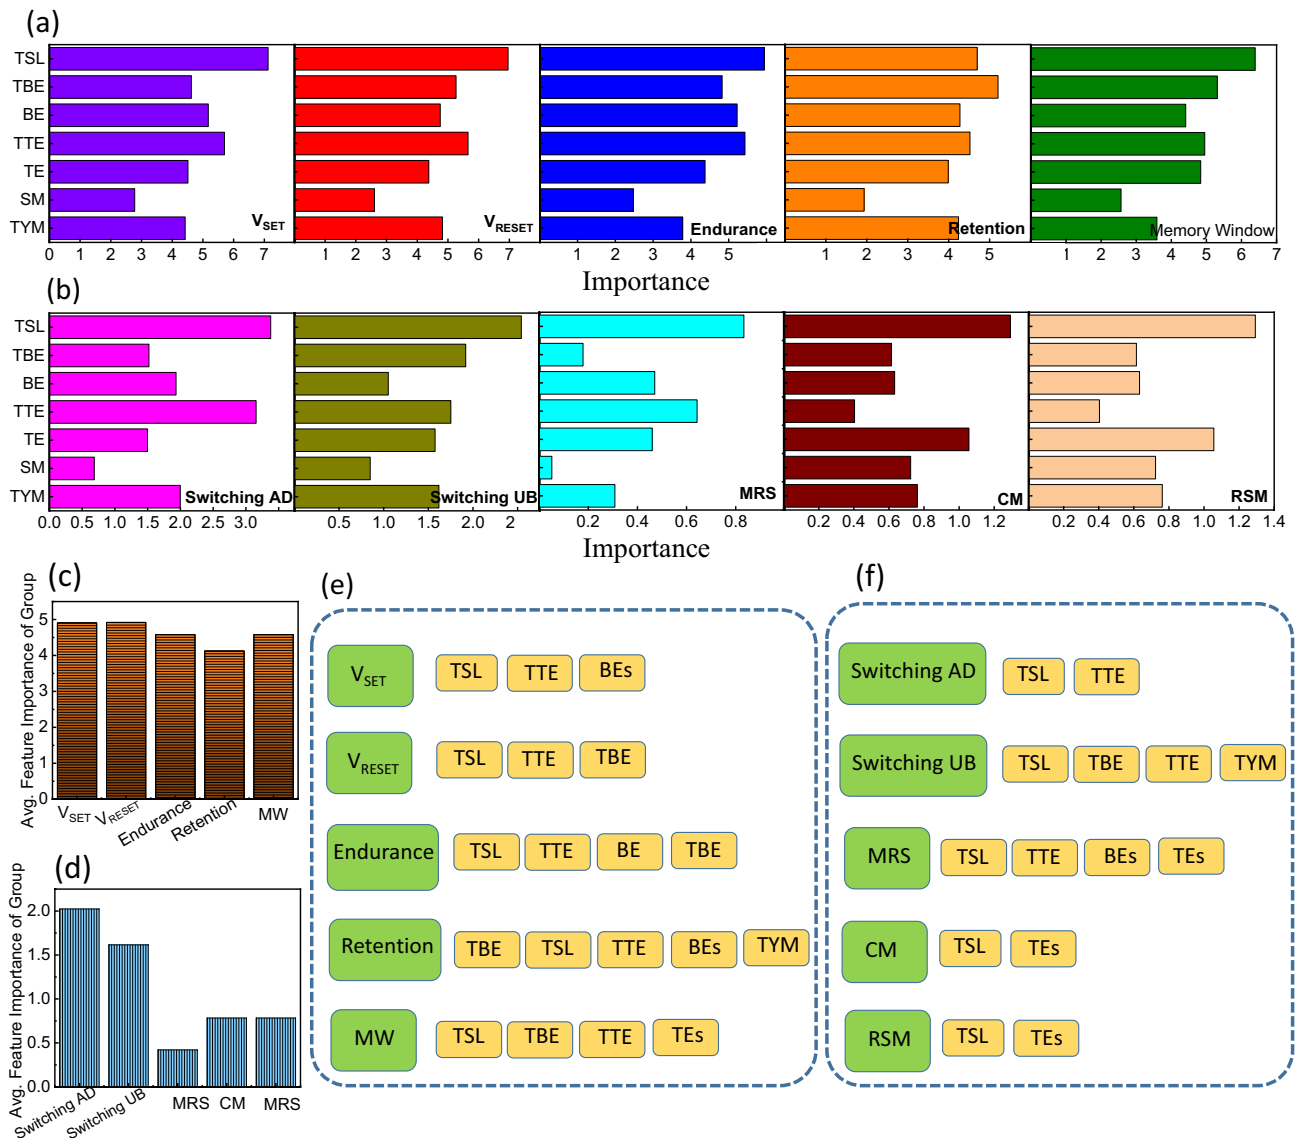 (a)
TSL
TBE
BE
TTE
TE
SM
TYM
V_SET
V_RESET
Endurance
Retention
Memory Window
0 1 2 3 4 5 6 7 0 1 2 3 4 5 6 7 0 1 2 3 4 5 1 2 3 4 5 1 2 3 4 5 6 7
Importance
(b)
TSL
TBE
BE
TTE
TE
SM
TYM
Switching AD
Switching UB
MRS
CM
RSM
0.0 0.5 1.0 1.5 2.0 2.5 3.0 0.5 1.0 1.5 2.0 2 0.2 0.4 0.6 0.8 0.2 0.4 0.6 0.8 1.0 1.2 0.2 0.4 0.6 0.8 1.0 1.2 1.4
Importance
(c)
Avg. Feature Importance of Group
5
4
3
2
1
0
V_SET V_RESET Endurance Retention MW
(d)
Avg. Feature Importance of Group
2.0
1.5
1.0
0.5
0.0
Switching AD Switching UB MRS CM MRS
(e)
V_SET TSL TTE BEs
V_RESET TSL TTE TBE
Endurance TSL TTE BE TBE
Retention TBE TSL TTE BEs TYM
MW TSL TBE TTE TEs
(f)
Switching AD TSL TTE
Switching UB TSL TBE TTE TYM
MRS TSL TTE BEs TEs
CM TSL TEs
RSM TSL TEs